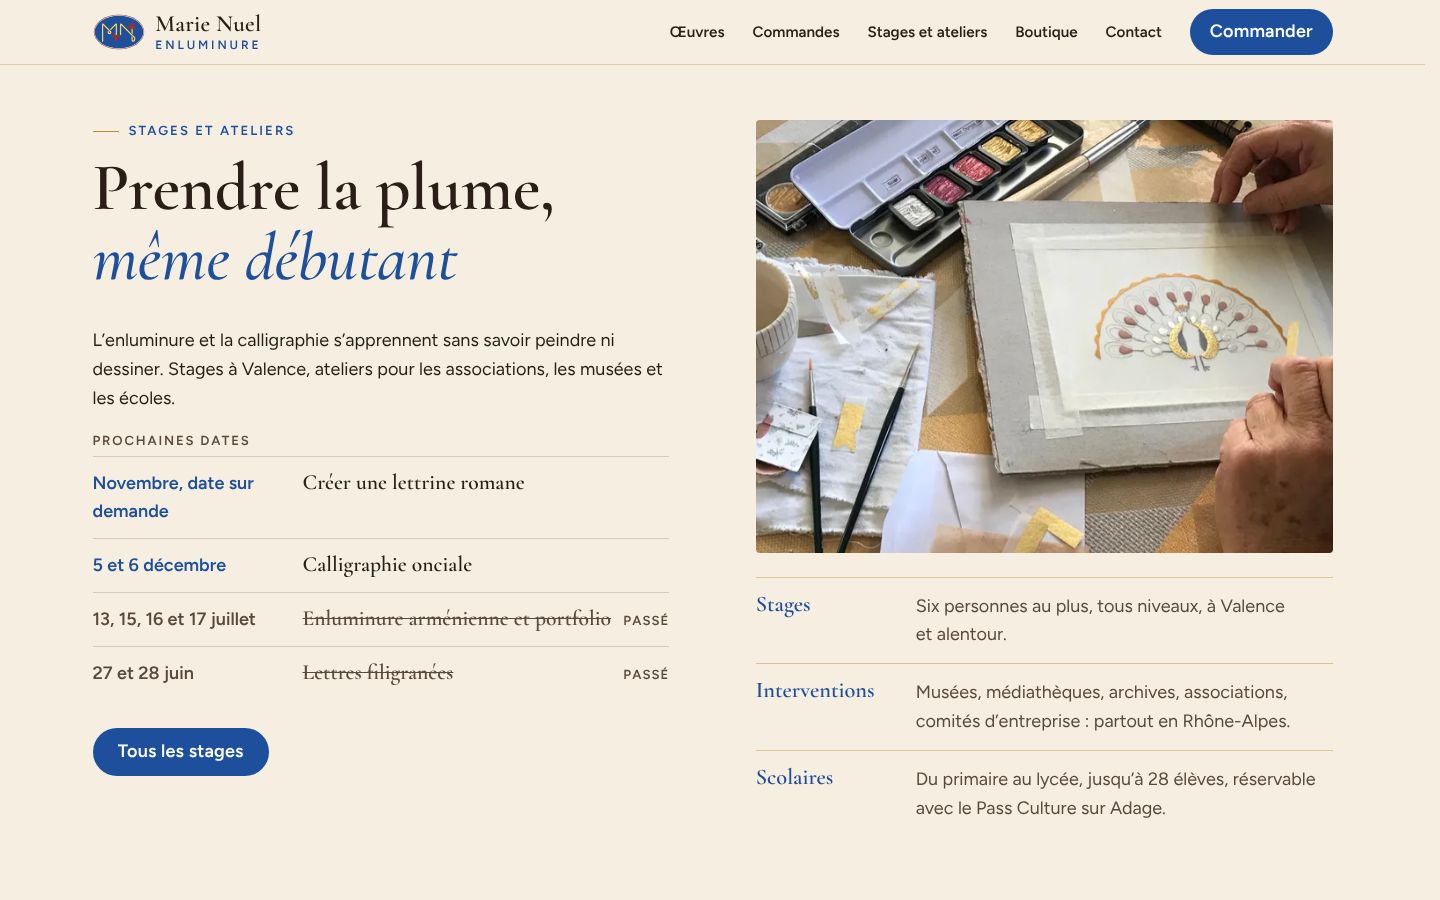 Marie Nuel
ENLUMINURE
Œuvres
Commandes
Stages et ateliers
Boutique
Contact
Commander
STAGES ET ATELIERS
Prendre la plume,
même débutant
L’enluminure et la calligraphie s’apprennent sans savoir peindre ni
dessiner. Stages à Valence, ateliers pour les associations, les musées et
les écoles.
PROCHAINES DATES
Novembre, date sur
demande
Créer une lettrine romane
5 et 6 décembre
Calligraphie onciale
13, 15, 16 et 17 juillet
Enluminure arménienne et portfolio
PASSÉ
27 et 28 juin
Lettres filigranées
PASSÉ
Tous les stages
Stages
Six personnes au plus, tous niveaux, à Valence
et alentour.
Interventions
Musées, médiathèques, archives, associations,
comités d’entreprise : partout en Rhône-Alpes.
Scolaires
Du primaire au lycée, jusqu’à 28 élèves, réservable
avec le Pass Culture sur Adage.